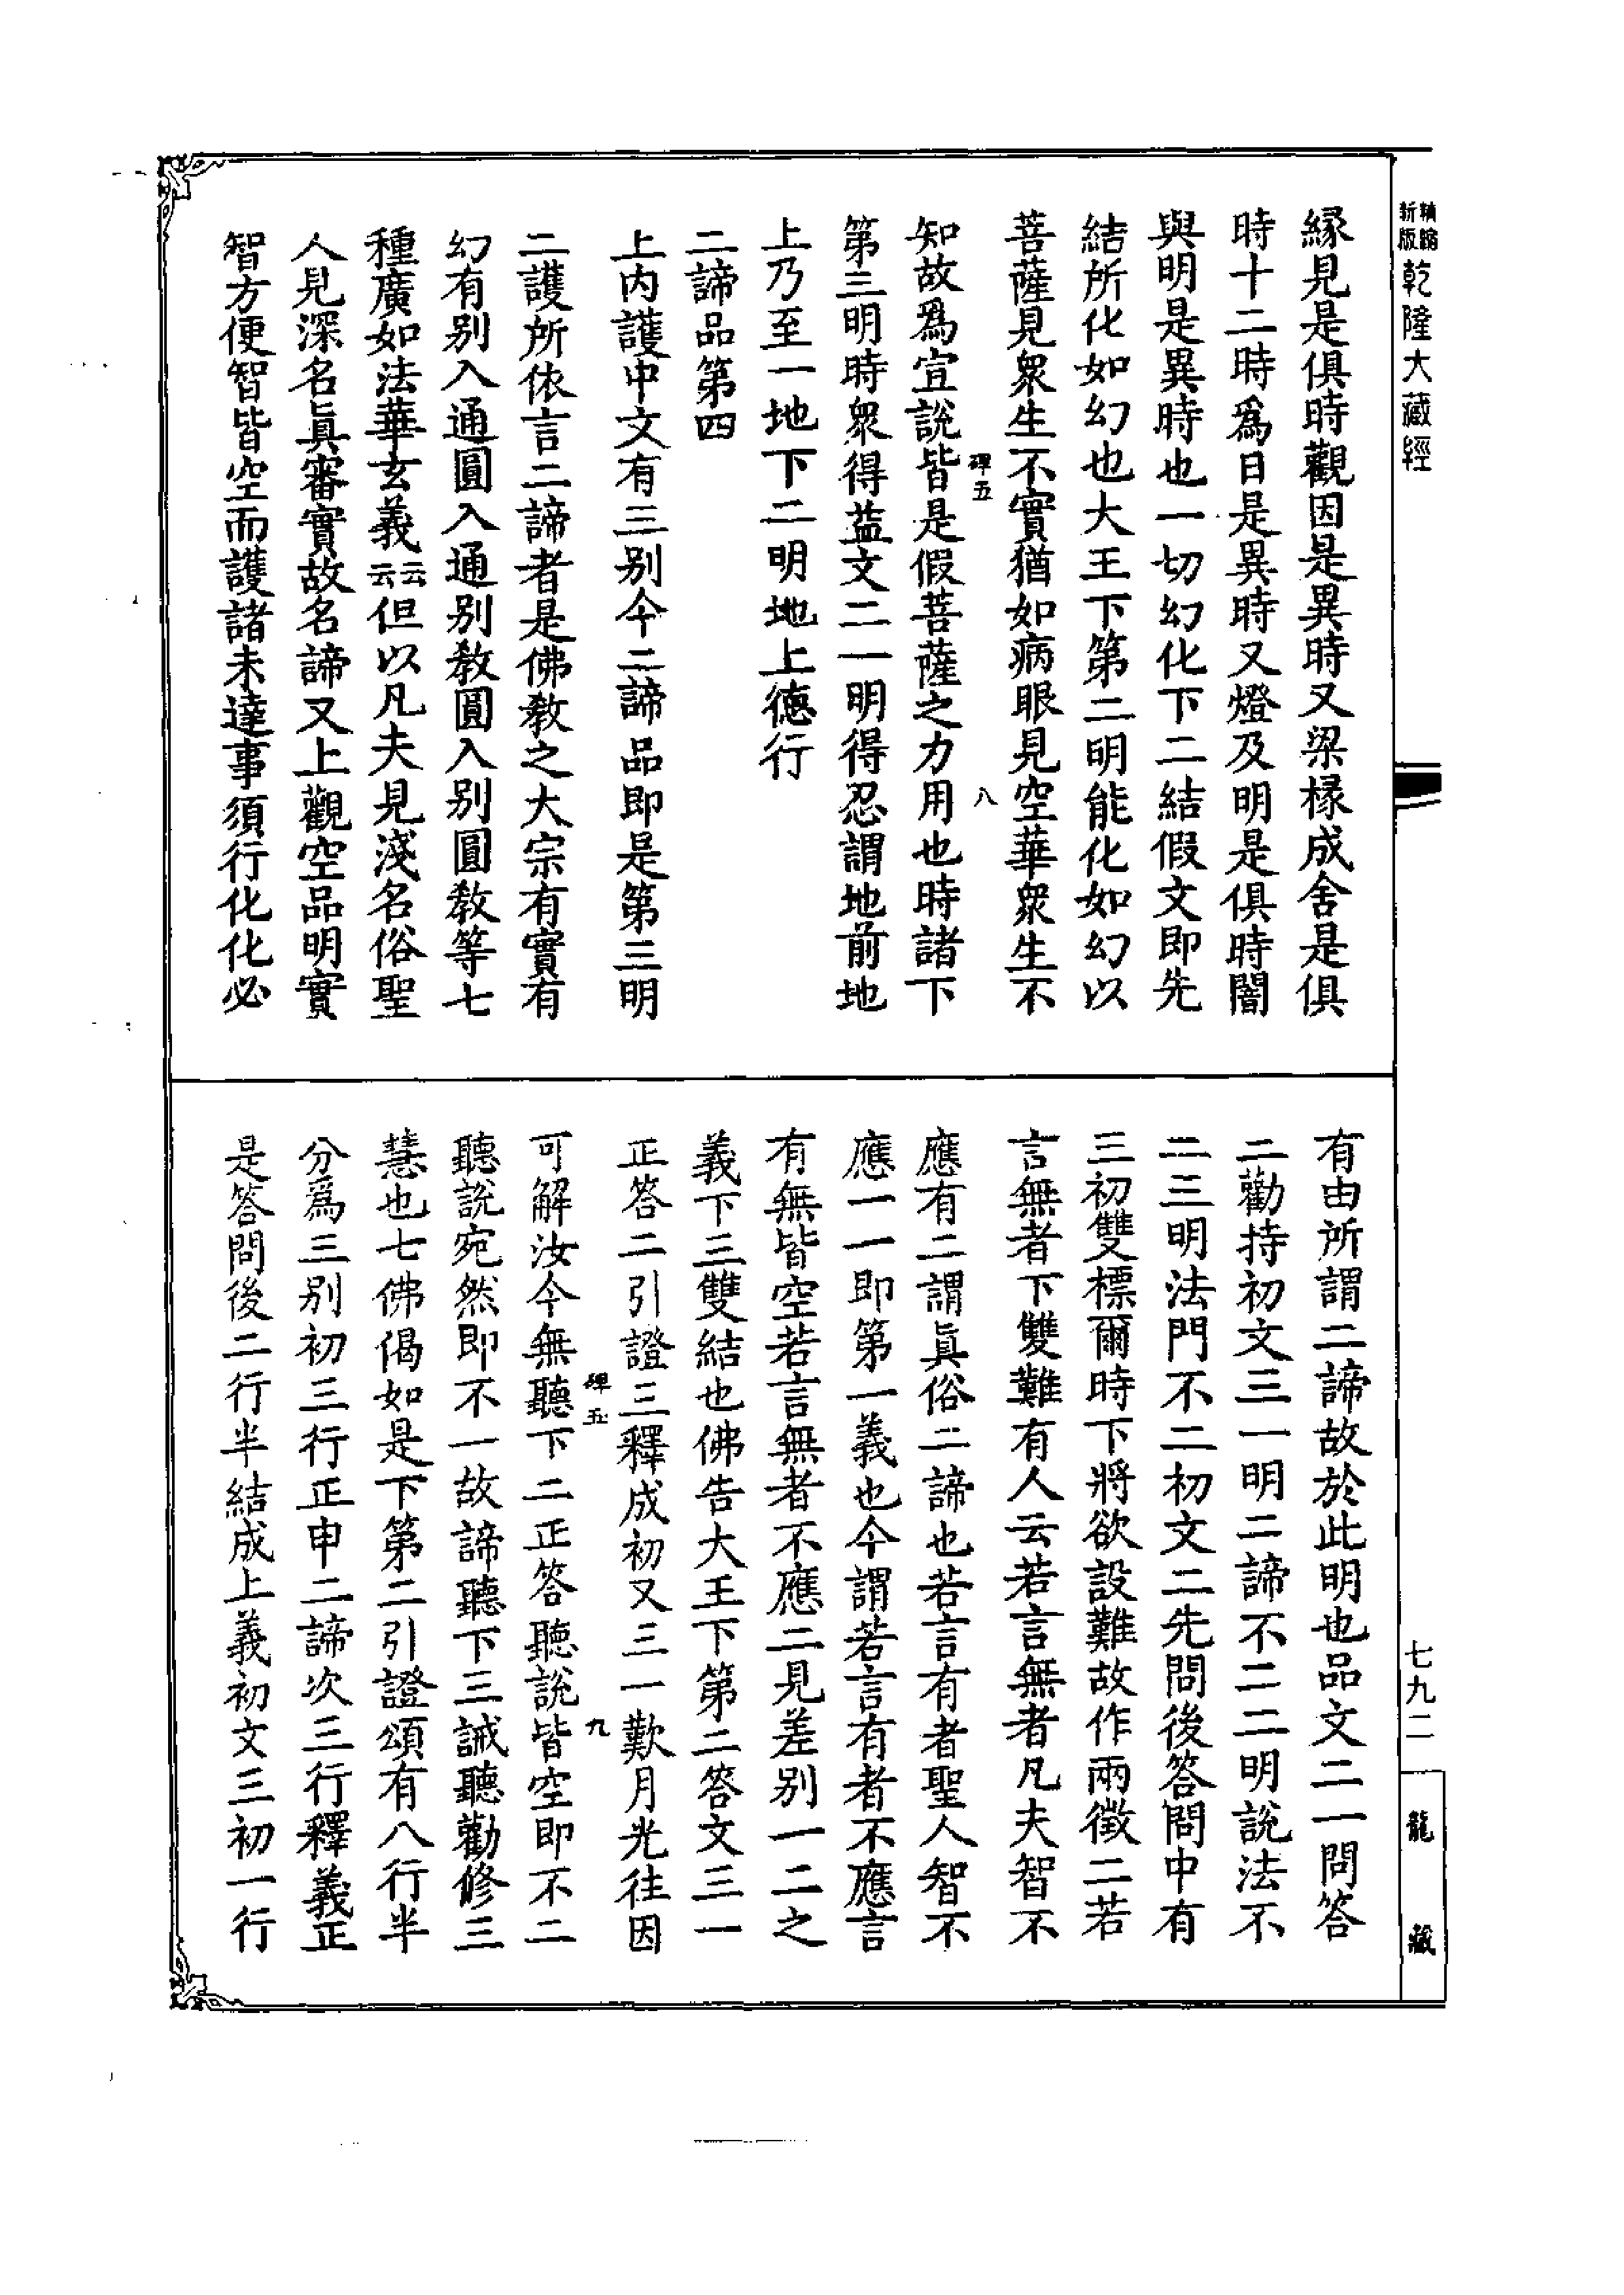 精縮新版乾隆大藏經
緣見是俱時觀因是異時又梁椽成舍是俱
時十二時爲日是異時又燈及明是俱時闇
與明是異時也一切幻化下二結假文即先
結所化如幻也大王下第二明能化如幻以
菩薩見眾生不實猶如病眼見空華眾生不
碑五 八
知故爲宣說皆是假菩薩之力用也時諸下
第三明時眾得益文二一明得忍謂地前地
上乃至一地下二明地上德行
二諦品第四
上內護中文有三別今二諦品即是第三明
二護所依言二諦者是佛教之大宗有實有
幻有別入通圓入通別教圓入別圓教等七
種廣如法華玄義云云但以凡夫見淺名俗聖
人見深名眞審實故名諦又上觀空品明實
智方便智皆空而護諸未達事須行化化必
有由所謂二諦故於此明也品文二一問答
二勸持初文三一明二諦不二二明說法不
二三明法門不二初文二先問後答問中有
三初雙標爾時下將欲設難故作兩徵二若
言無者下雙難有人云若言無者凡夫智不
應有二謂眞俗二諦也若言有者聖人智不
應一一即第一義也今謂若言有者不應言
有無皆空若言無者不應二見差別一二之
義下三雙結也佛告大王下第二答文三一
正答二引證三釋成初又三一歎月光往因
碑五 九
可解汝今無聽下二正答聽說皆空即不二
聽說宛然即不一故諦聽下三誡聽勸修三
慧也七佛偈如是下第二引證頌有八行半
分爲三別初三行正申二諦次三行釋義正
是答問後二行半結成上義初文三初一行
七九二
龍藏